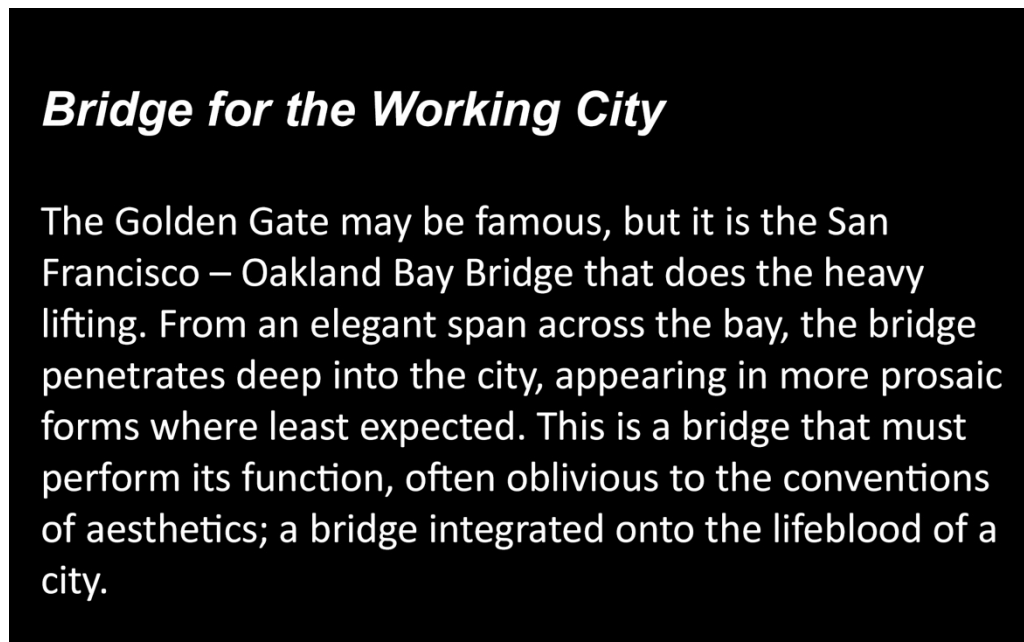 Bridge for the Working City
The Golden Gate may be famous, but it is the San
Francisco – Oakland Bay Bridge that does the heavy
lifting. From an elegant span across the bay, the bridge
penetrates deep into the city, appearing in more prosaic
forms where least expected. This is a bridge that must
perform its function, often oblivious to the conventions
of aesthetics; a bridge integrated onto the lifeblood of a
city.